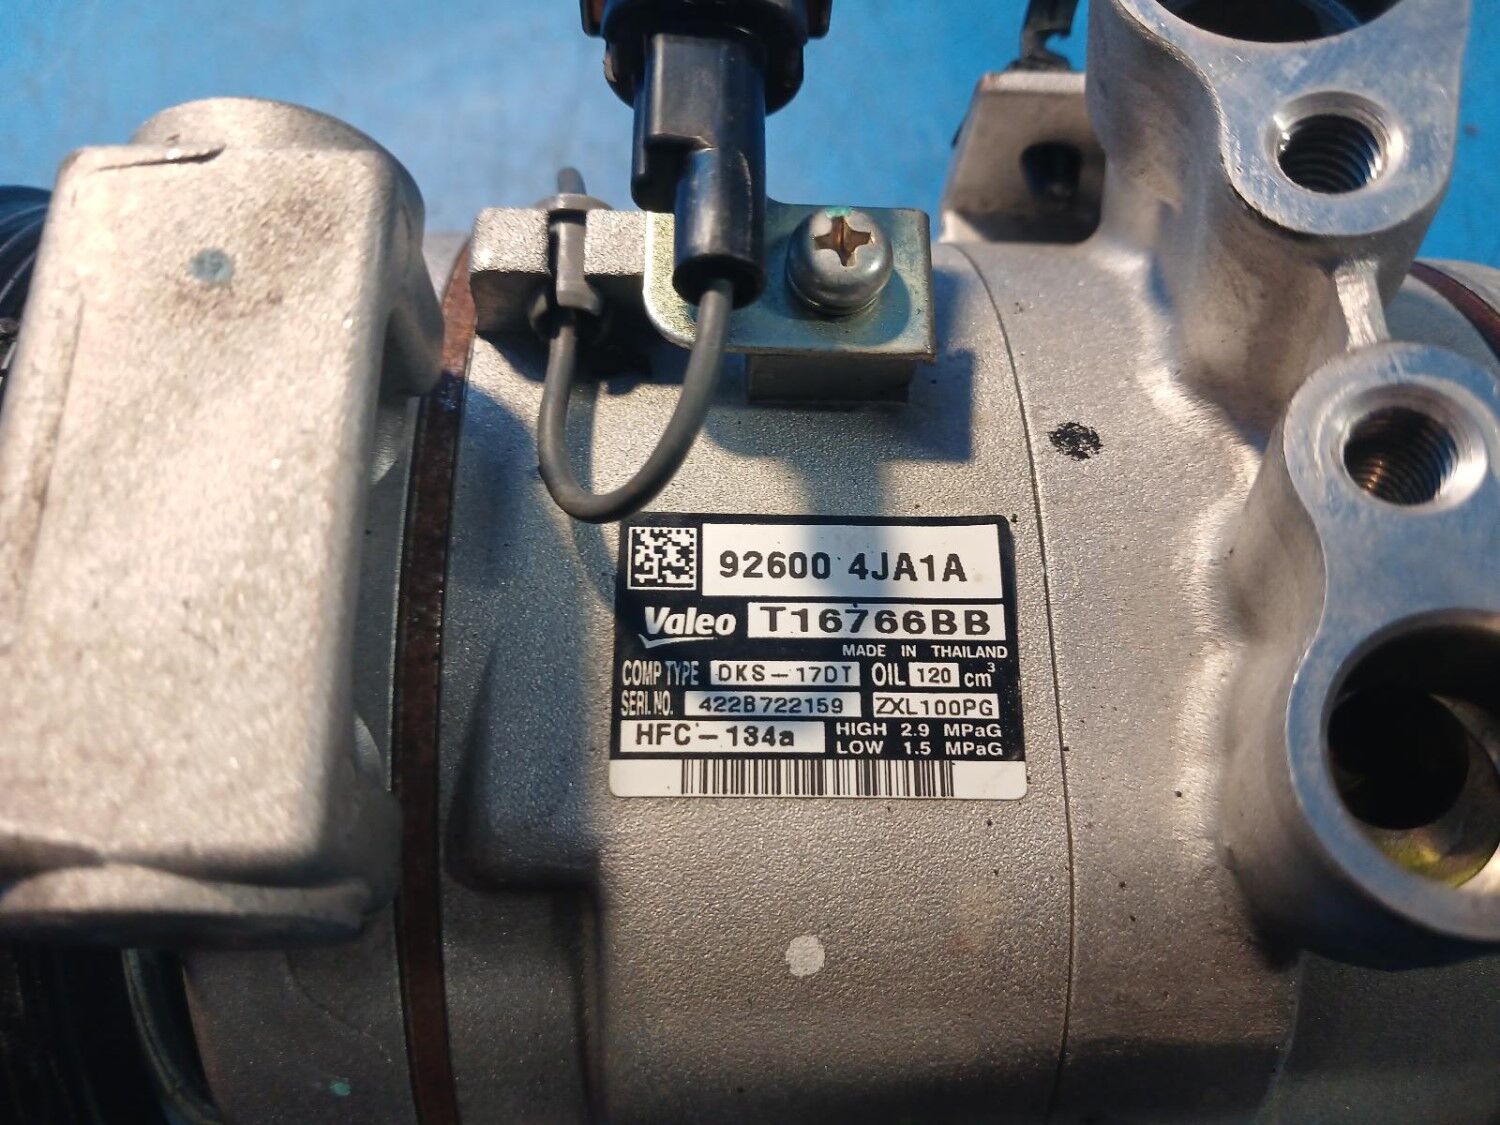 92600 4JA1A
Valeo T16766BB
MADE IN THAILAND
COMP TYPE DKS-17DT OIL 120 cm³
SERI.NO. 422B722159 ZXL100PG
HFC-134a HIGH 2.9 MPaG
LOW 1.5 MPaG